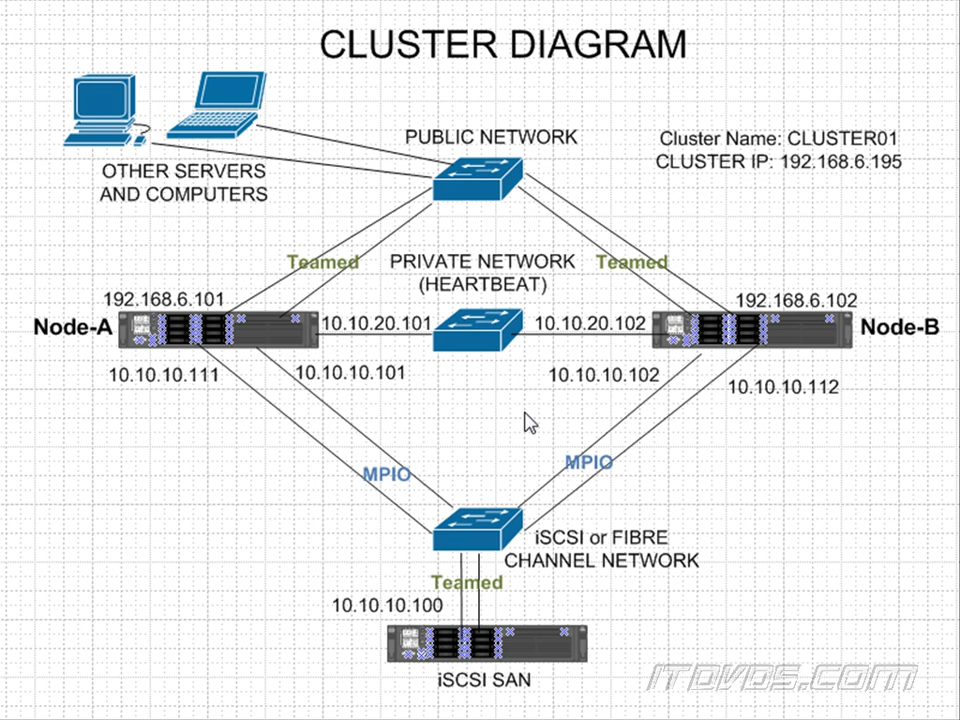 CLUSTER DIAGRAM
PUBLIC NETWORK
Cluster Name: CLUSTER01
CLUSTER IP: 192.168.6.195
OTHER SERVERS
AND COMPUTERS
Teamed
PRIVATE NETWORK
(HEARTBEAT)
Teamed
192.168.6.101
192.168.6.102
Node-A
10.10.20.101
10.10.20.102
Node-B
10.10.10.111
10.10.10.101
10.10.10.102
10.10.10.112
MPIO
MPIO
iSCSI or FIBRE
CHANNEL NETWORK
Teamed
10.10.10.100
iSCSI SAN
ITDVDS.COM